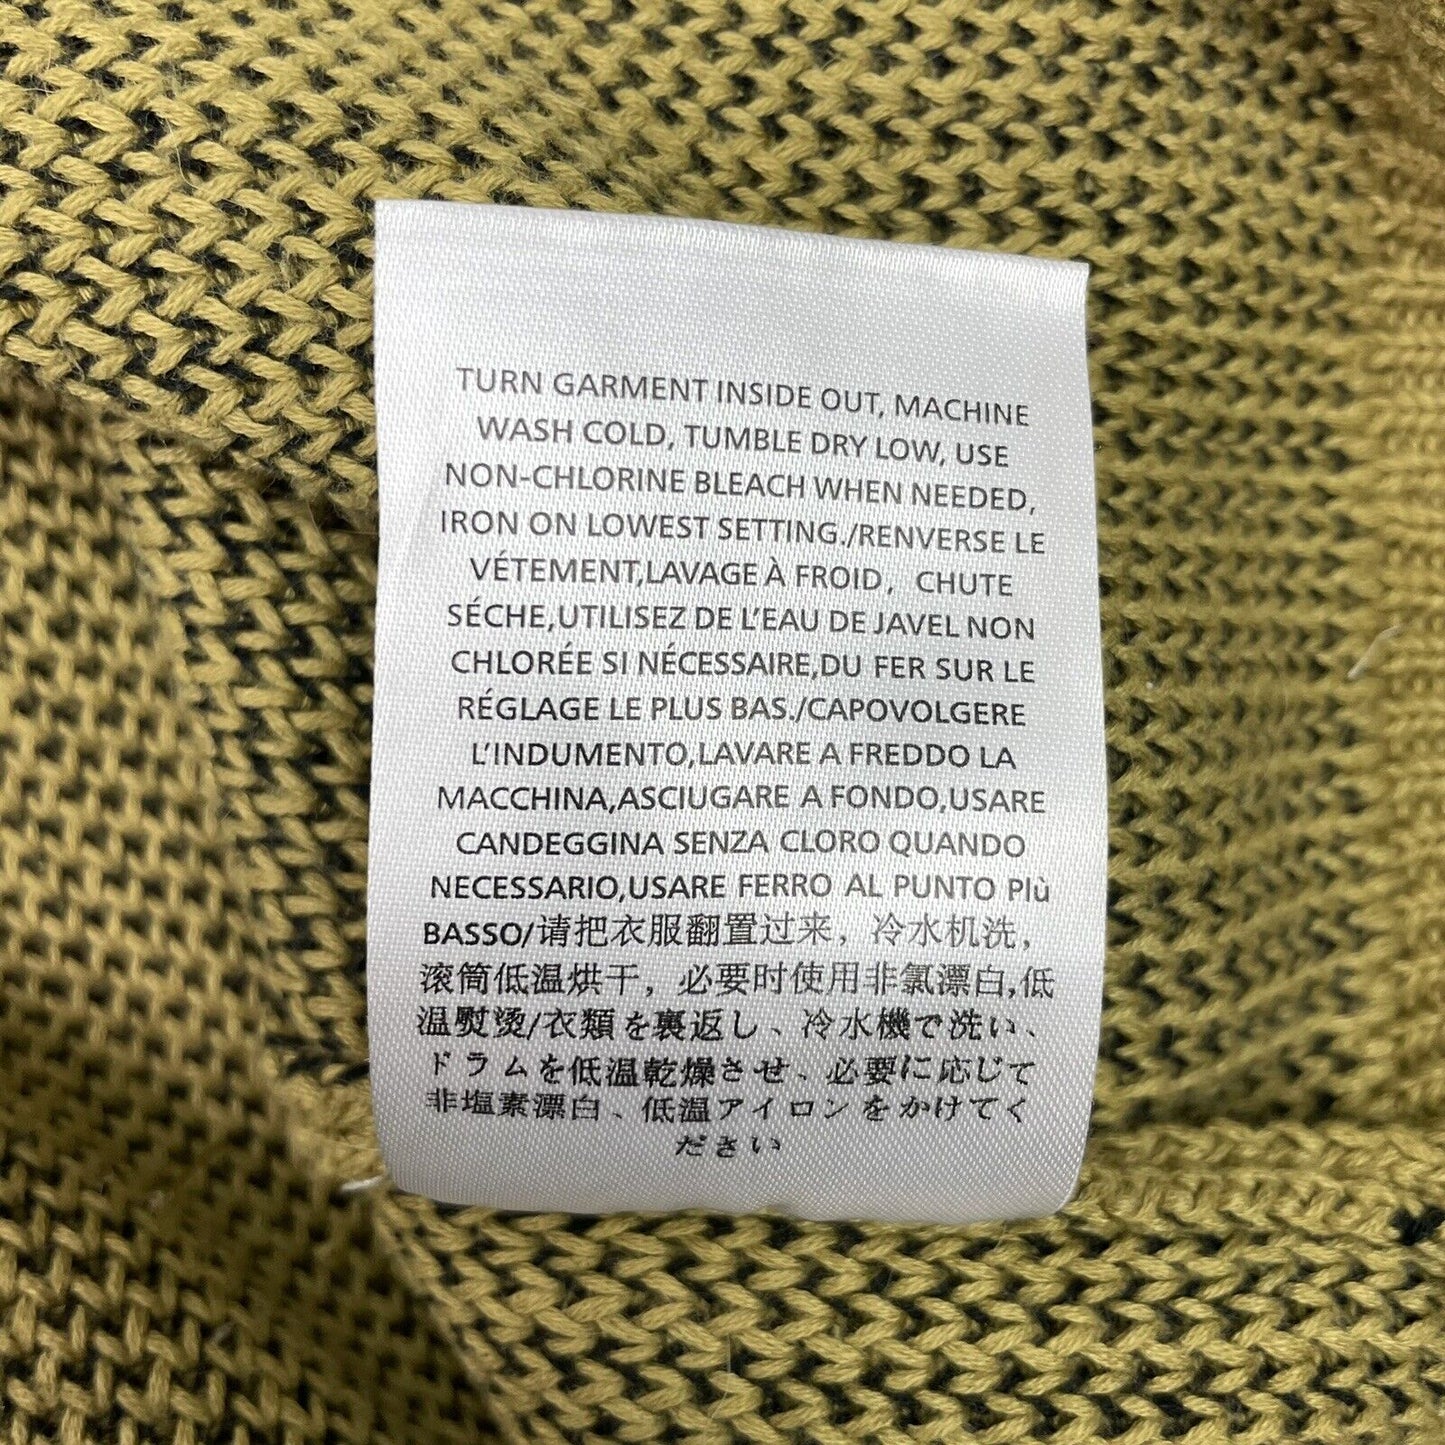 TURN GARMENT INSIDE OUT, MACHINE
WASH COLD, TUMBLE DRY LOW, USE
NON-CHLORINE BLEACH WHEN NEEDED,
IRON ON LOWEST SETTING./RENVERSE LE
VÉTEMENT,LAVAGE À FROID, CHUTE
SÉCHE,UTILISEZ DE L'EAU DE JAVEL NON
CHLORÉE SI NÉCESSAIRE,DU FER SUR LE
RÉGLAGE LE PLUS BAS./CAPOVOLGERE
L'INDUMENTO,LAVARE A FREDDO LA
MACCHINA,ASCIUGARE A FONDO,USARE
CANDEGGINA SENZA CLORO QUANDO
NECESSARIO,USARE FERRO AL PUNTO PIù
BASSO/请把衣服翻置过来，冷水机洗，
滚筒低温烘干，必要时使用非氯漂白,低
温熨烫/衣類を裏返し、冷水機で洗い、
ドラムを低温乾燥させ、必要に応じて
非塩素漂白、低温アイロンをかけてく
ださい